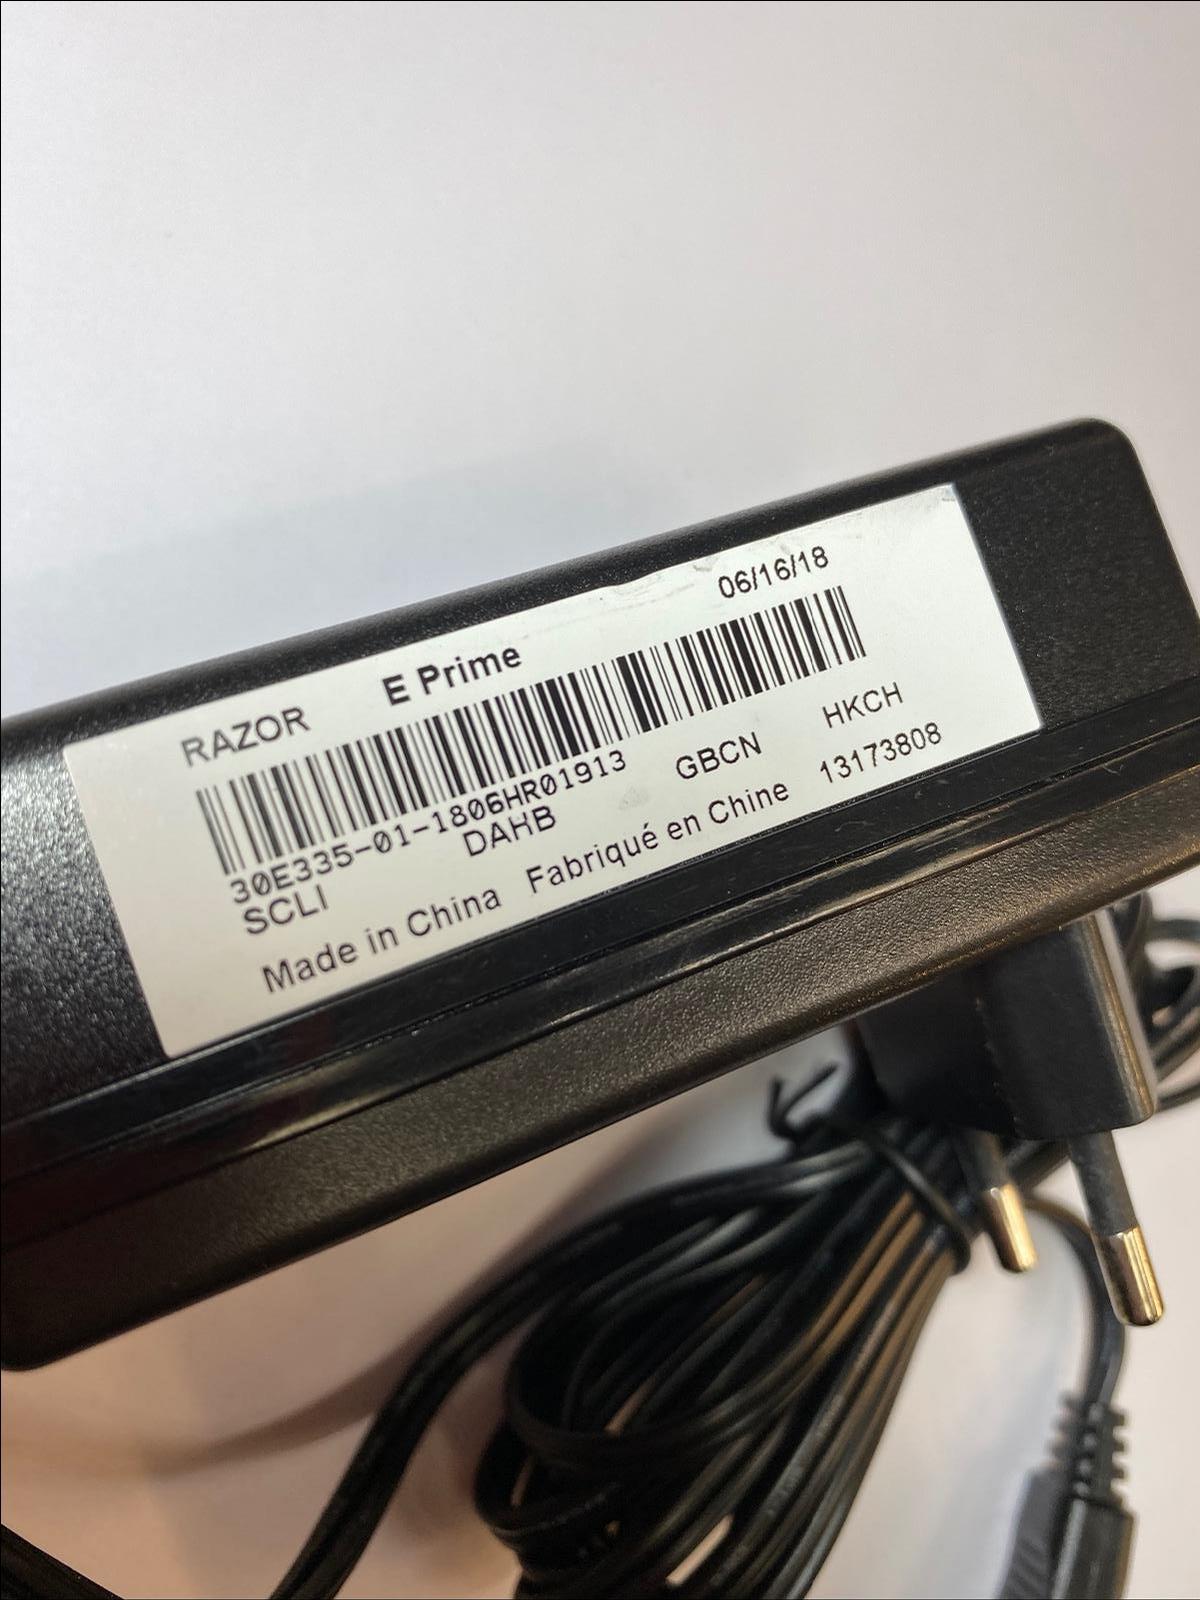 06/16/18
RAZOR E Prime
30E335-01-1806HR01913
SCLI DAHB GBCN HKCH
Made in China Fabriqué en Chine 13173808